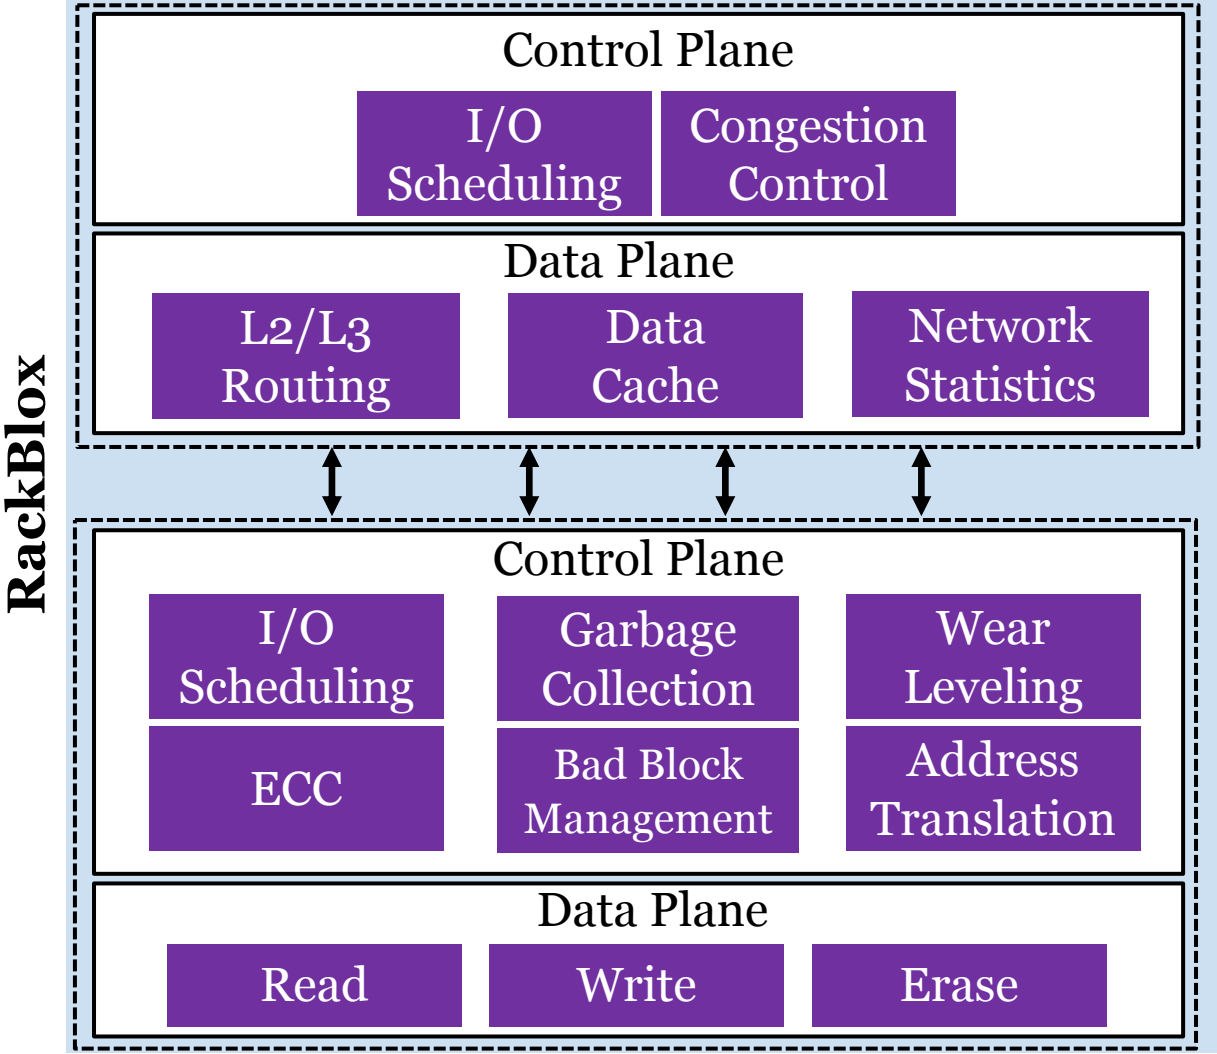 RackBlox
Control Plane
I/O
Scheduling
Congestion
Control
Data Plane
L2/L3
Routing
Data
Cache
Network
Statistics
Control Plane
I/O
Scheduling
Garbage
Collection
Wear
Leveling
ECC
Bad Block
Management
Address
Translation
Data Plane
Read
Write
Erase